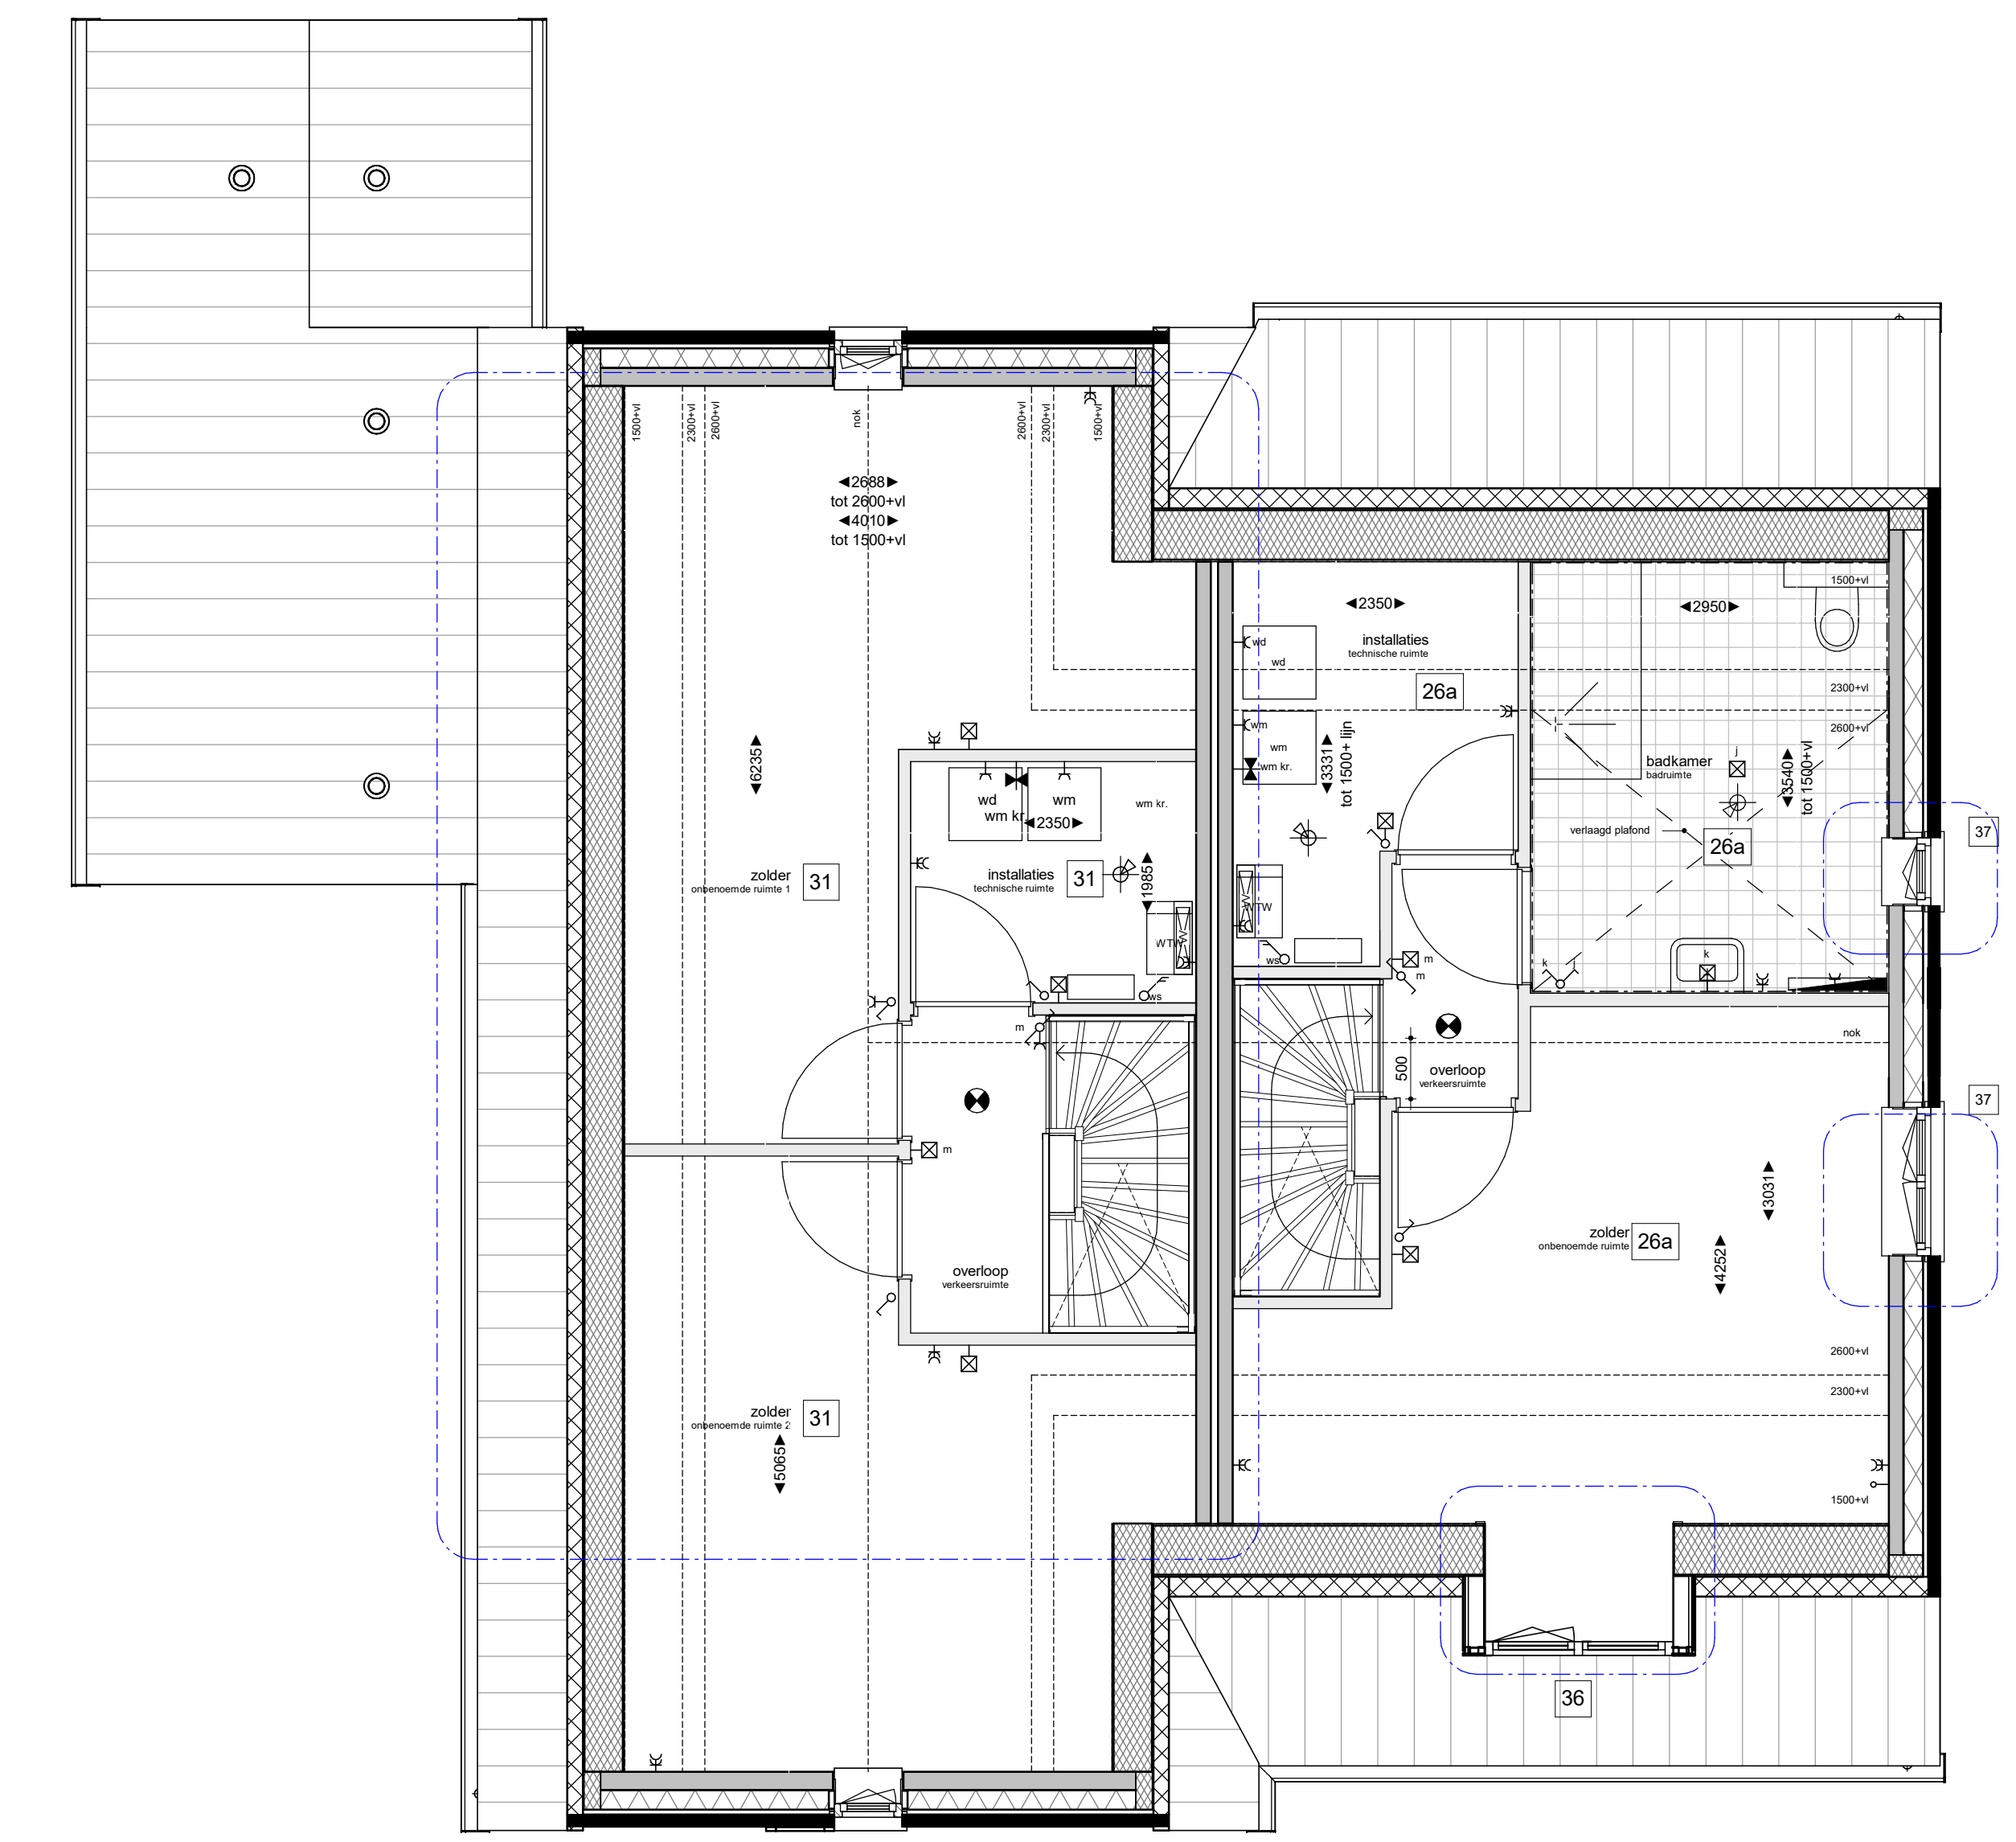 1500+vl
2300+vl
2600+vl
nok
2600+vl
2300+vl
1500+vl
2688
tot 2600+vl
4010
tot 1500+vl
6235
zolder
onbenoemde ruimte 1
31
wd
wm
wm kr.
wm kr.
2350
installaties
technische ruimte
31
1985
WTW
ws
m
m
overloop
verkeersruimte
zolder
onbenoemde ruimte 2
31
5065
2350
installaties
technische ruimte
wd
wd
26a
wm
wm
wm kr.
3331
tot 1500+ lijn
WTW
ws
m
m
500
overloop
verkeersruimte
2950
1500+vl
2300+vl
2600+vl
j
badkamer
badruimte
3540
tot 1500+vl
verlaagd plafond
26a
k
j
k
37
nok
37
3031
zolder
onbenoemde ruimte
26a
4252
2600+vl
2300+vl
1500+vl
36